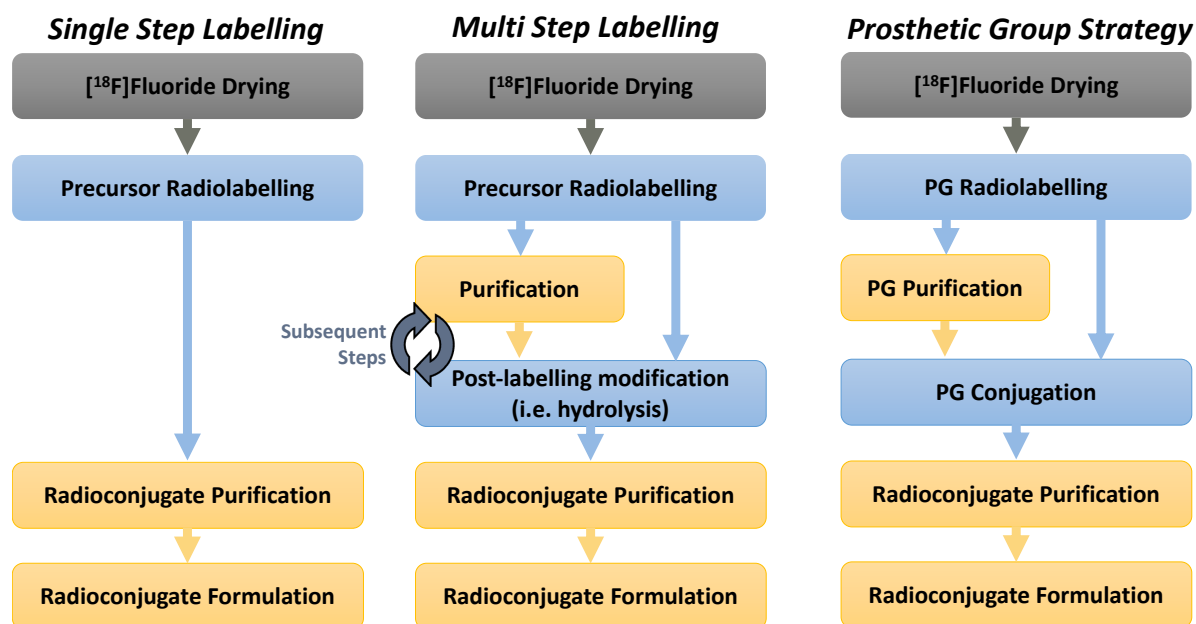 Single Step Labelling
[¹⁸F]Fluoride Drying
Precursor Radiolabelling
Radioconjugate Purification
Radioconjugate Formulation
Multi Step Labelling
[¹⁸F]Fluoride Drying
Precursor Radiolabelling
Purification
Subsequent
Steps
Post-labelling modification
(i.e. hydrolysis)
Radioconjugate Purification
Radioconjugate Formulation
Prosthetic Group Strategy
[¹⁸F]Fluoride Drying
PG Radiolabelling
PG Purification
PG Conjugation
Radioconjugate Purification
Radioconjugate Formulation